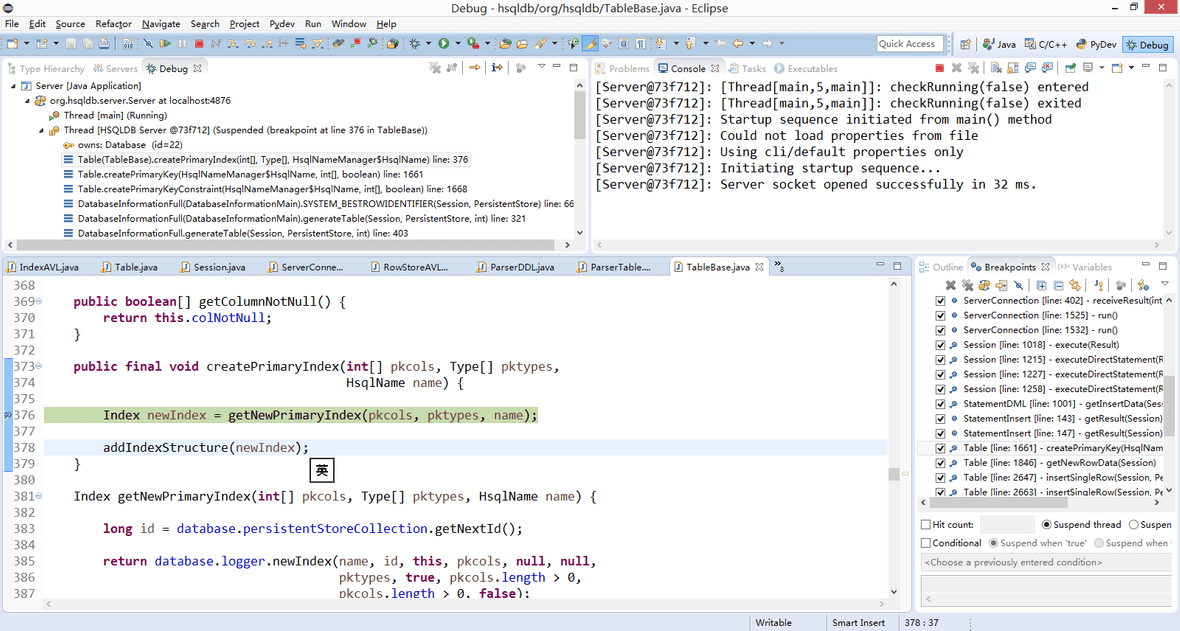 Debug - hsqldb/org/hsqldb/TableBase.java - Eclipse
File Edit Source Refactor Navigate Search Project Pydev Run Window Help
Quick Access
Java
C/C++
PyDev
Debug
Type Hierarchy
Servers
Debug
Server [Java Application]
org.hsqldb.server.Server at localhost:4876
Thread [main] (Running)
Thread [HSQLDB Server @73f712] (Suspended (breakpoint at line 376 in TableBase))
owns: Database (id=22)
Table(TableBase).createPrimaryIndex(int[], Type[], HsqlNameManager$HsqlName) line: 376
Table.createPrimaryKey(HsqlNameManager$HsqlName, int[], boolean) line: 1661
Table.createPrimaryKeyConstraint(HsqlNameManager$HsqlName, int[], boolean) line: 1668
DatabaseInformationFull(DatabaseInformationMain).SYSTEM_BESTROWIDENTIFIER(Session, PersistentStore) line: 66
DatabaseInformationFull(DatabaseInformationMain).generateTable(Session, PersistentStore, int) line: 321
DatabaseInformationFull.generateTable(Session, PersistentStore, int) line: 403
Problems
Console
Tasks
Executables
[Server@73f712]: [Thread[main,5,main]]: checkRunning(false) entered
[Server@73f712]: [Thread[main,5,main]]: checkRunning(false) exited
[Server@73f712]: Startup sequence initiated from main() method
[Server@73f712]: Could not load properties from file
[Server@73f712]: Using cli/default properties only
[Server@73f712]: Initiating startup sequence...
[Server@73f712]: Server socket opened successfully in 32 ms.
IndexAVL.java
Table.java
Session.java
ServerConne...
RowStoreAVL...
ParserDDL.java
ParserTable....
TableBase.java
368
369 public boolean[] getColumnNotNull() {
370 return this.colNotNull;
371 }
372
373 public final void createPrimaryIndex(int[] pkcols, Type[] pktypes,
374 HsqlName name) {
375
376 Index newIndex = getNewPrimaryIndex(pkcols, pktypes, name);
377
378 addIndexStructure(newIndex);
379 }
英
380
381 Index getNewPrimaryIndex(int[] pkcols, Type[] pktypes, HsqlName name) {
382
383 long id = database.persistentStoreCollection.getNextId();
384
385 return database.logger.newIndex(name, id, this, pkcols, null, null,
386 pktypes, true, pkcols.length > 0,
387 pkcols.length > 0, false);
Outline
Breakpoints
Variables
ServerConnection [line: 402] - receiveResult(int
ServerConnection [line: 1525] - run()
ServerConnection [line: 1532] - run()
Session [line: 1018] - execute(Result)
Session [line: 1215] - executeDirectStatement(R
Session [line: 1227] - executeDirectStatement(R
Session [line: 1258] - executeDirectStatement(R
StatementDML [line: 1001] - getInsertData(Ses
StatementInsert [line: 143] - getResult(Session)
StatementInsert [line: 147] - getResult(Session)
Table [line: 1661] - createPrimaryKey(HsqlNam
Table [line: 1846] - getNewRowData(Session)
Table [line: 2647] - insertSingleRow(Session, Pe
Table [line: 2663] - insertSingleRow(Session, Pe
Hit count:
Suspend thread
Suspen
Conditional
Suspend when 'true'
Suspend when
<Choose a previously entered condition>
Writable
Smart Insert
378 : 37